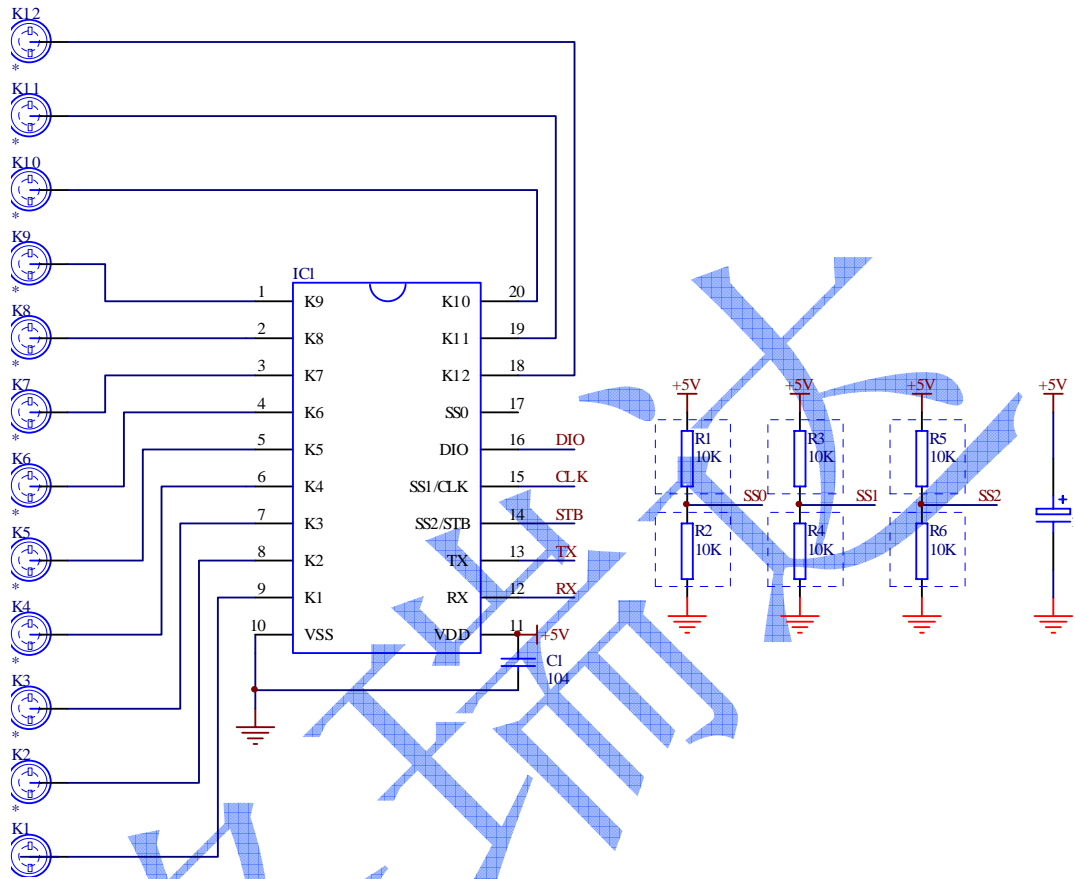 K12
*
K11
*
K10
*
K9
*
K8
*
K7
*
K6
*
K5
*
K4
*
K3
*
K2
*
K1
IC1
1 K9 K10 20
2 K8 K11 19
3 K7 K12 18
4 K6 SS0 17
5 K5 DIO 16 DIO
6 K4 SS1/CLK 15 CLK
7 K3 SS2/STB 14 STB
8 K2 TX 13 TX
9 K1 RX 12 RX
10 VSS VDD 11 +5V
C1
104
+5V +5V +5V +5V
R1 R3 R5
10K 10K 10K
SS0 SS1 SS2 +
R2 R4 R6
10K 10K 10K